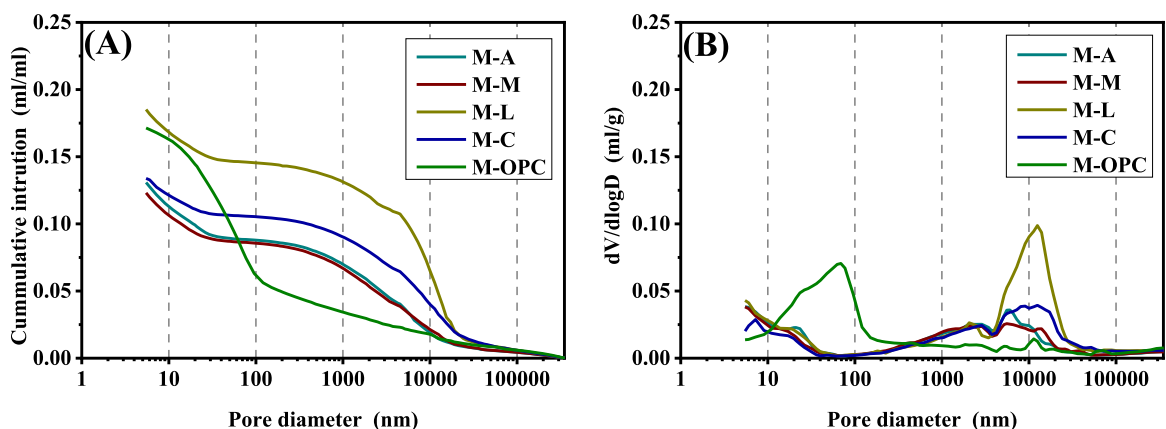 (A)
Cummulative intrution (ml/ml)
0.25
0.20
0.15
0.10
0.05
0.00
M-A
M-M
M-L
M-C
M-OPC
1 10 100 1000 10000 100000
Pore diameter (nm)
(B)
dV/dlogD (ml/g)
0.25
0.20
0.15
0.10
0.05
0.00
M-A
M-M
M-L
M-C
M-OPC
1 10 100 1000 10000 100000
Pore diameter (nm)